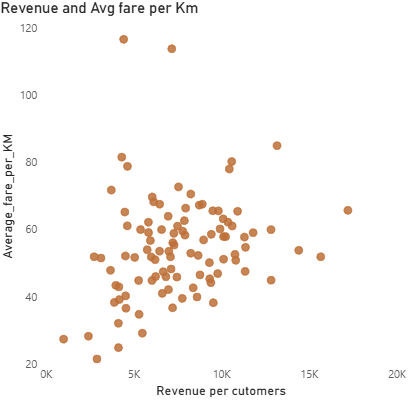 Revenue and Avg fare per Km
120
100
80
60
40
20
Average_fare_per_KM
0K 5K 10K 15K 20K
Revenue per cutomers